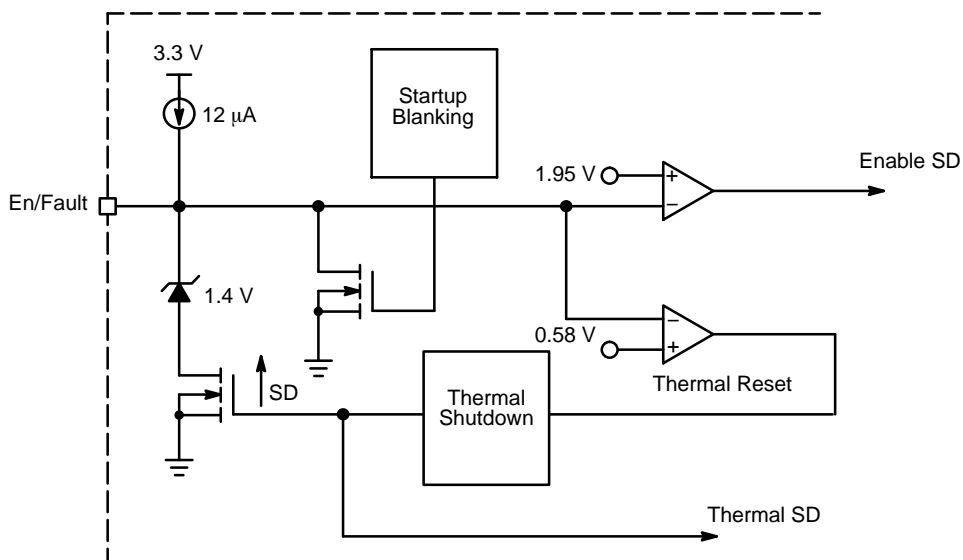 3.3 V
12 μA
Startup
Blanking
1.95 V
+
−
Enable SD
En/Fault
1.4 V
0.58 V
−
+
Thermal Reset
SD
Thermal
Shutdown
Thermal SD